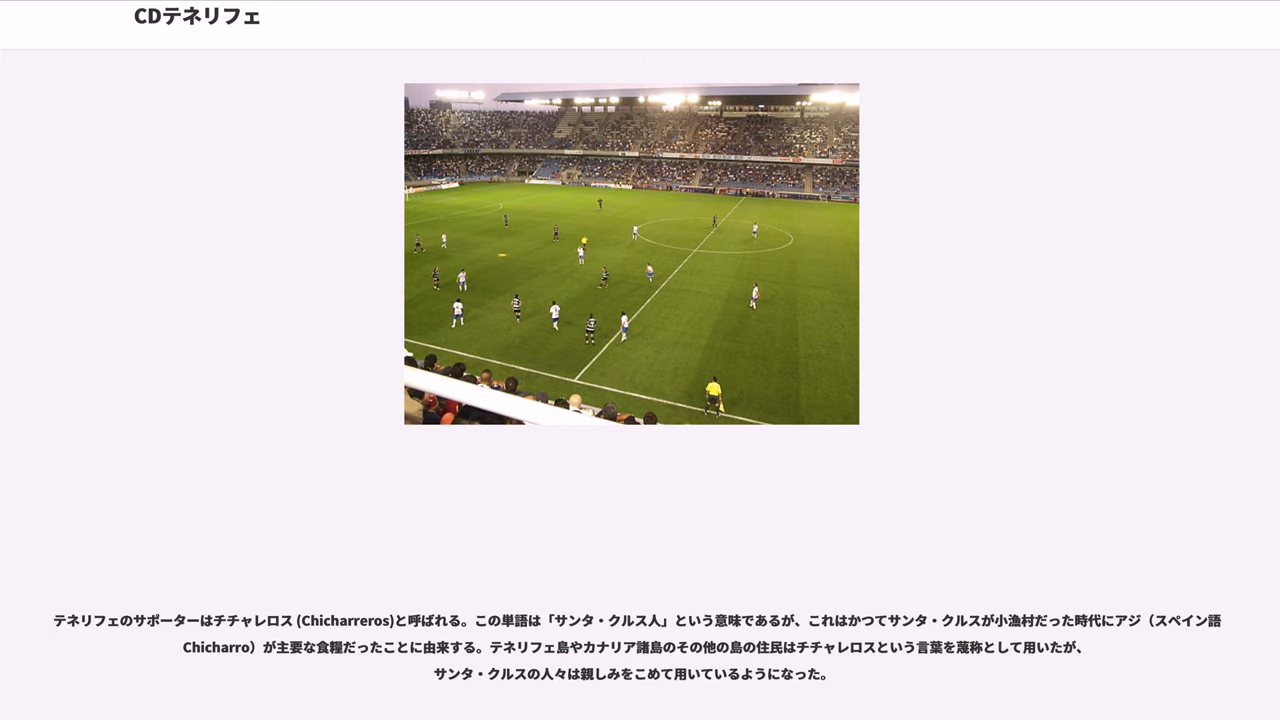 CDテネリフェ
テネリフェのサポーターはチチャレロス (Chicharreros)と呼ばれる。この単語は「サンタ・クルス人」という意味であるが、これはかつてサンタ・クルスが小漁村だった時代にアジ（スペイン語
Chicharro）が主要な食糧だったことに由来する。テネリフェ島やカナリア諸島のその他の島の住民はチチャレロスという言葉を蔑称として用いたが、
サンタ・クルスの人々は親しみをこめて用いているようになった。